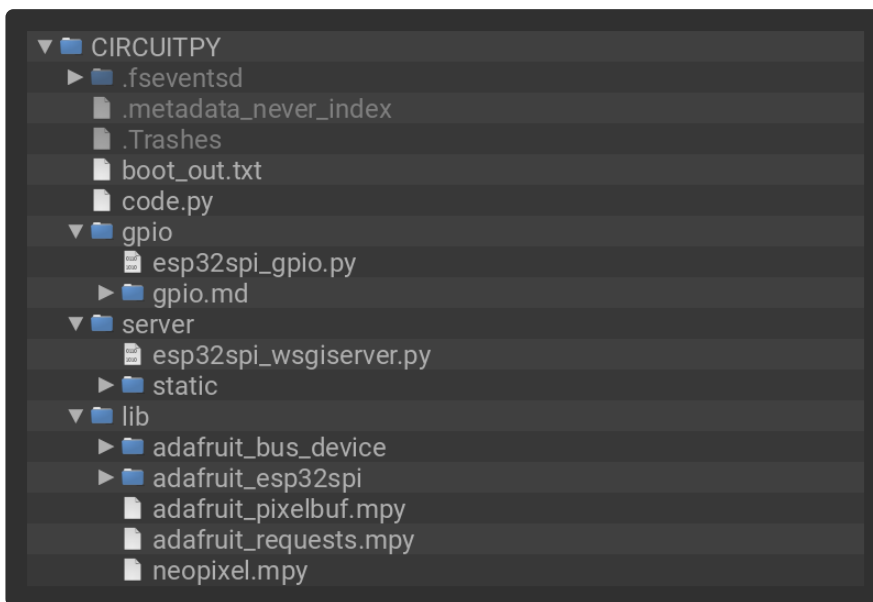 CIRCUITPY
.fseventsd
.metadata_never_index
.Trashes
boot_out.txt
code.py
gpio
esp32spi_gpio.py
gpio.md
server
esp32spi_wsgiserver.py
static
lib
adafruit_bus_device
adafruit_esp32spi
adafruit_pixelbuf.mpy
adafruit_requests.mpy
neopixel.mpy